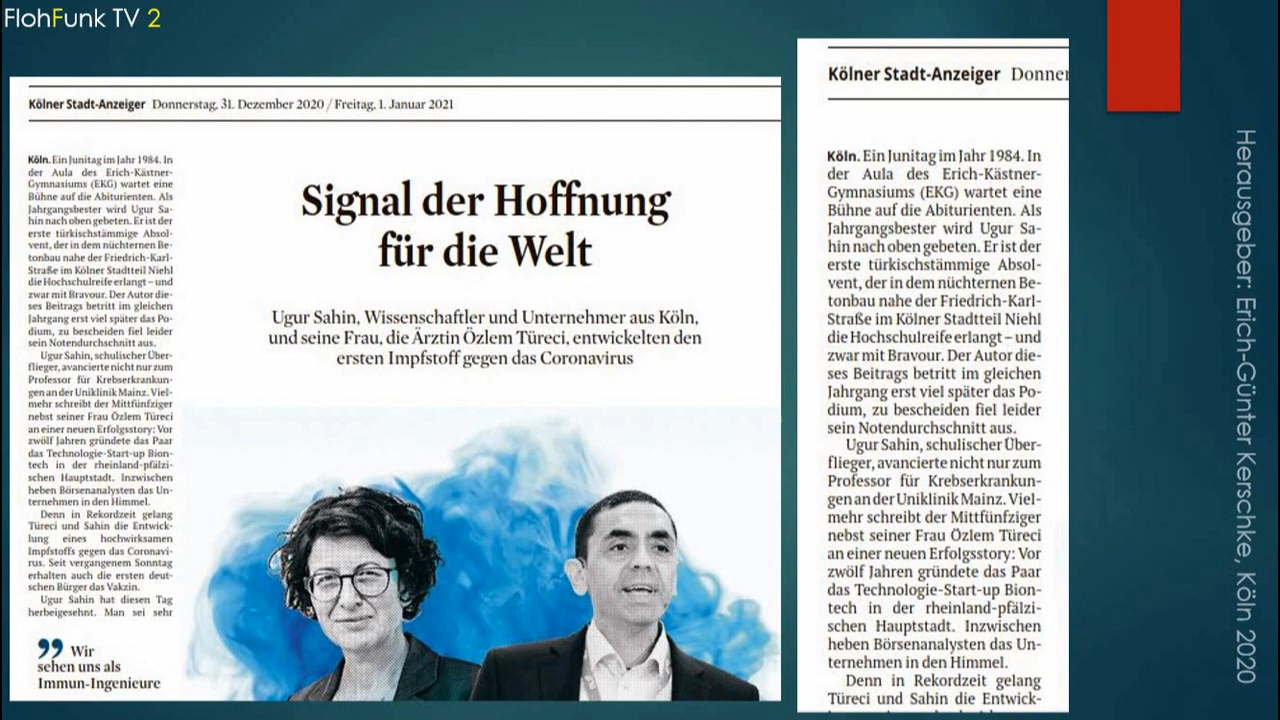 FlohFunk TV 2
Kölner Stadt-Anzeiger Donnerstag, 31. Dezember 2020 / Freitag, 1. Januar 2021
Köln. Ein Junitag im Jahr 1984. In
der Aula des Erich-Kästner-
Gymnasiums (EKG) wartet eine
Bühne auf die Abiturienten. Als
Jahrgangsbester wird Ugur Sa-
hin nach oben gebeten. Er ist der
erste türkischstämmige Absol-
vent, der in dem nüchternen Be-
tonbau nahe der Friedrich-Karl-
Straße im Kölner Stadtteil Niehl
die Hochschulreife erlangt – und
zwar mit Bravour. Der Autor die-
ses Beitrags betritt im gleichen
Jahrgang erst viel später das Po-
dium, zu bescheiden fiel leider
sein Notendurchschnitt aus.
Ugur Sahin, schulischer Über-
flieger, avancierte nicht nur zum
Professor für Krebserkrankun-
gen an der Uniklinik Mainz. Viel-
mehr schreibt der Mittfünfziger
nebst seiner Frau Özlem Türeci
an einer neuen Erfolgsstory: Vor
zwölf Jahren gründete das Paar
das Technologie-Start-up Bion-
tech in der rheinland-pfälzi-
schen Hauptstadt. Inzwischen
heben Börsenanalysten das Un-
ternehmen in den Himmel.
Denn in Rekordzeit gelang
Türeci und Sahin die Entwick-
lung eines hochwirksamen
Impfstoffs gegen das Coronavi-
rus. Seit vergangenem Sonntag
erhalten auch die ersten deut-
schen Bürger das Vakzin.
Ugur Sahin hat diesen Tag
herbeigesehnt. Man sei sehr
” Wir
sehen uns als
Immun-Ingenieure
Signal der Hoffnung
für die Welt
Ugur Sahin, Wissenschaftler und Unternehmer aus Köln,
und seine Frau, die Ärztin Özlem Türeci, entwickelten den
ersten Impfstoff gegen das Coronavirus
Kölner Stadt-Anzeiger Donner
Köln. Ein Junitag im Jahr 1984. In
der Aula des Erich-Kästner-
Gymnasiums (EKG) wartet eine
Bühne auf die Abiturienten. Als
Jahrgangsbester wird Ugur Sa-
hin nach oben gebeten. Er ist der
erste türkischstämmige Absol-
vent, der in dem nüchternen Be-
tonbau nahe der Friedrich-Karl-
Straße im Kölner Stadtteil Niehl
die Hochschulreife erlangt – und
zwar mit Bravour. Der Autor die-
ses Beitrags betritt im gleichen
Jahrgang erst viel später das Po-
dium, zu bescheiden fiel leider
sein Notendurchschnitt aus.
Ugur Sahin, schulischer Über-
flieger, avancierte nicht nur zum
Professor für Krebserkrankun-
gen an der Uniklinik Mainz. Viel-
mehr schreibt der Mittfünfziger
nebst seiner Frau Özlem Türeci
an einer neuen Erfolgsstory: Vor
zwölf Jahren gründete das Paar
das Technologie-Start-up Bion-
tech in der rheinland-pfälzi-
schen Hauptstadt. Inzwischen
heben Börsenanalysten das Un-
ternehmen in den Himmel.
Denn in Rekordzeit gelang
Türeci und Sahin die Entwick-
Herausgeber: Erich-Günter Kerschke, Köln 2020